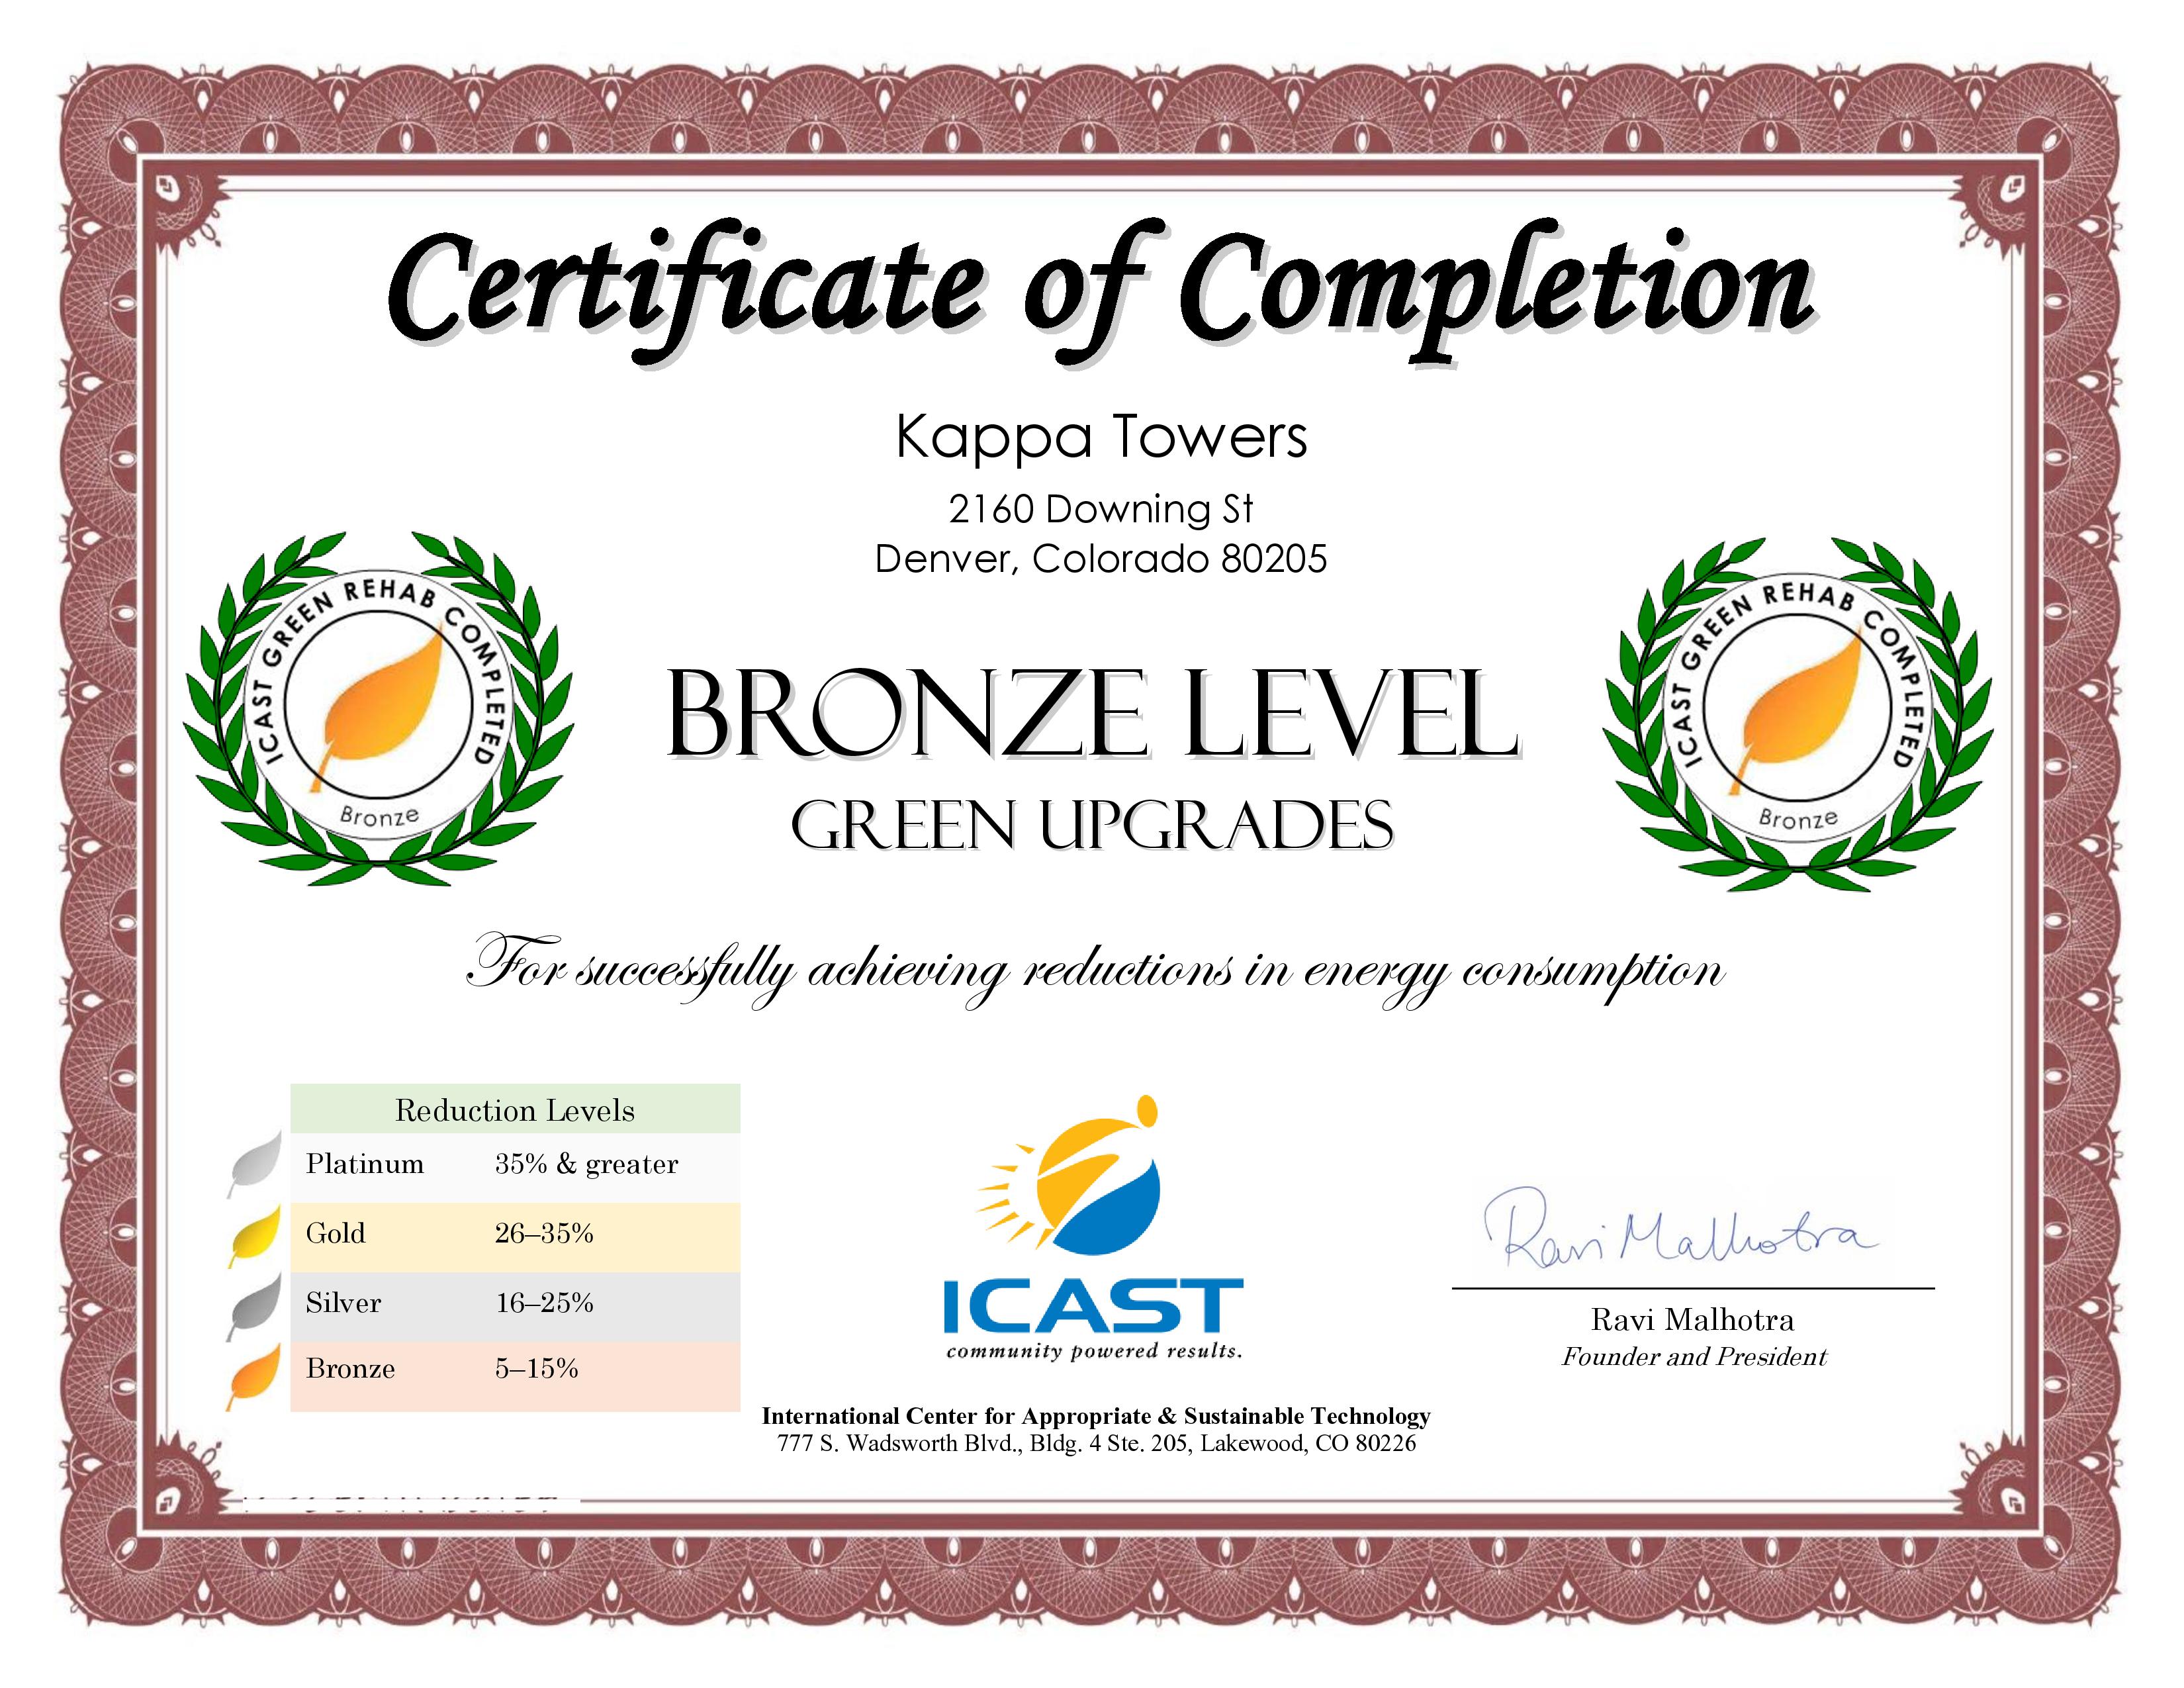 Certificate of Completion
Kappa Towers
2160 Downing St
Denver, Colorado 80205
ICAST GREEN REHAB COMPLETED
Bronze
ICAST GREEN REHAB COMPLETED
Bronze
BRONZE LEVEL
GREEN UPGRADES
For successfully achieving reductions in energy consumption
Reduction Levels
Platinum 35% & greater
Gold 26–35%
Silver 16–25%
Bronze 5–15%
ICAST
community powered results.
International Center for Appropriate & Sustainable Technology
777 S. Wadsworth Blvd., Bldg. 4 Ste. 205, Lakewood, CO 80226
Ravi Malhotra
Ravi Malhotra
Founder and President